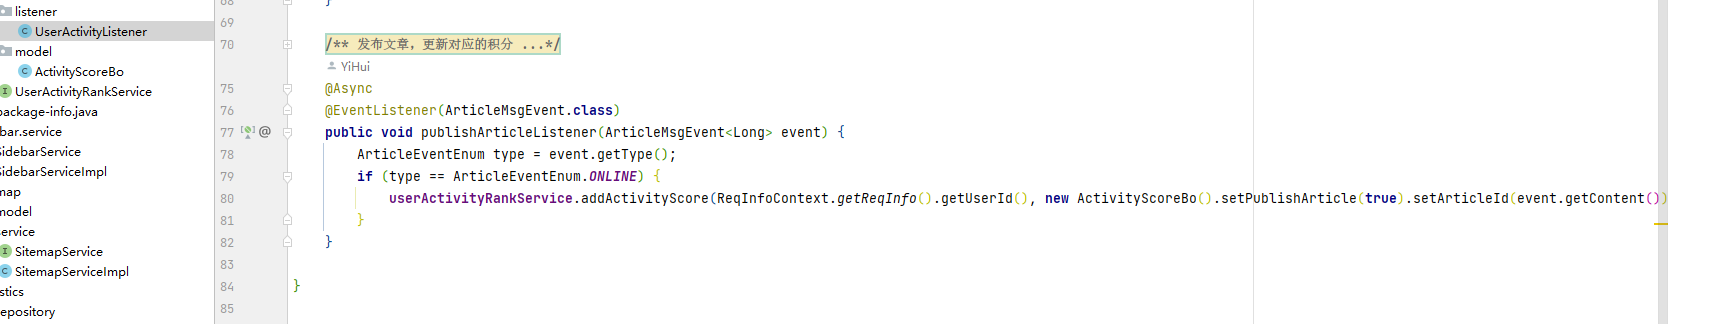 listener
UserActivityListener
model
ActivityScoreBo
UserActivityRankService
package-info.java
bar.service
SidebarService
SidebarServiceImpl
map
model
service
SitemapService
SitemapServiceImpl
stics
repository
68 }
69
70 /** 发布文章，更新对应的积分 ...*/
YiHui
75 @Async
76 @EventListener(ArticleMsgEvent.class)
77 @ public void publishArticleListener(ArticleMsgEvent<Long> event) {
78 ArticleEventEnum type = event.getType();
79 if (type == ArticleEventEnum.ONLINE) {
80 userActivityRankService.addActivityScore(ReqInfoContext.getReqInfo().getUserId(), new ActivityScoreBo().setPublishArticle(true).setArticleId(event.getContent())
81 }
82 }
83
84 }
85